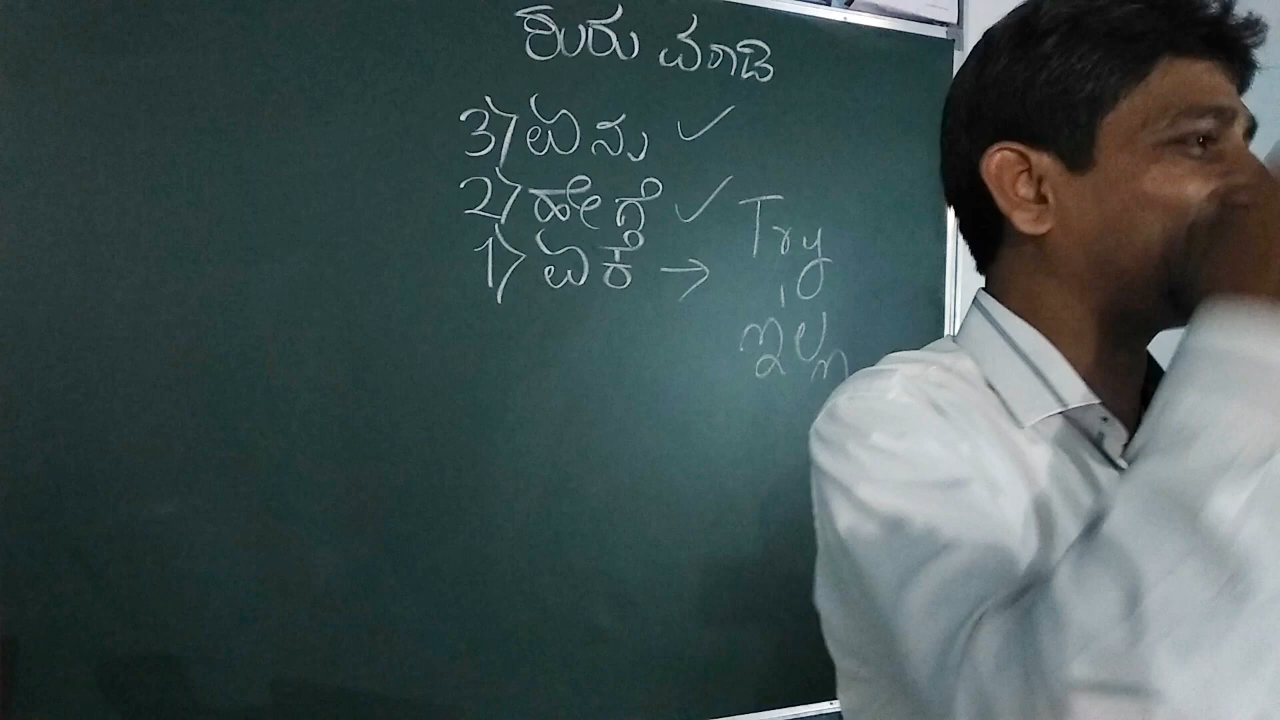 ಶುರು ಮಾಡಿ
3) ಏನು ✓
2) ಹೇಗೆ ✓
1) ಏಕೆ → Try
ಇಲ್ಲ